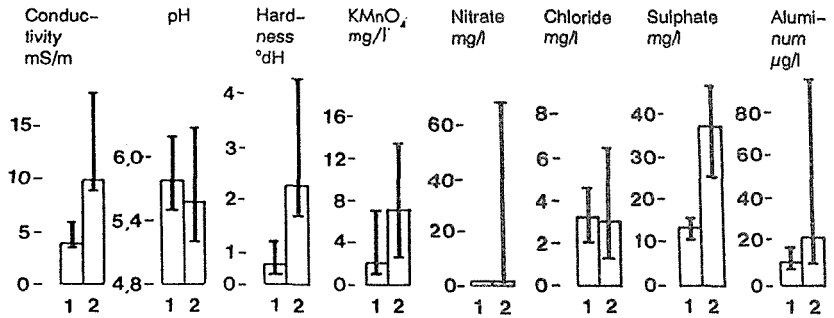 Conduc-
tivity
mS/m
15-
10-
5-
0-
1 2
pH
6,0-
5,4-
4,8-
1 2
Hard-
ness
°dH
4-
3-
2-
1-
0-
1 2
KMnO4
mg/l
16-
12-
8-
4-
0-
1 2
Nitrate
mg/l
60-
40-
20-
0-
1 2
Chloride
mg/l
8-
6-
4-
2-
0-
1 2
Sulphate
mg/l
40-
30-
20-
10-
0-
1 2
Alumi-
num
µg/l
80-
60-
40-
20-
0-
1 2